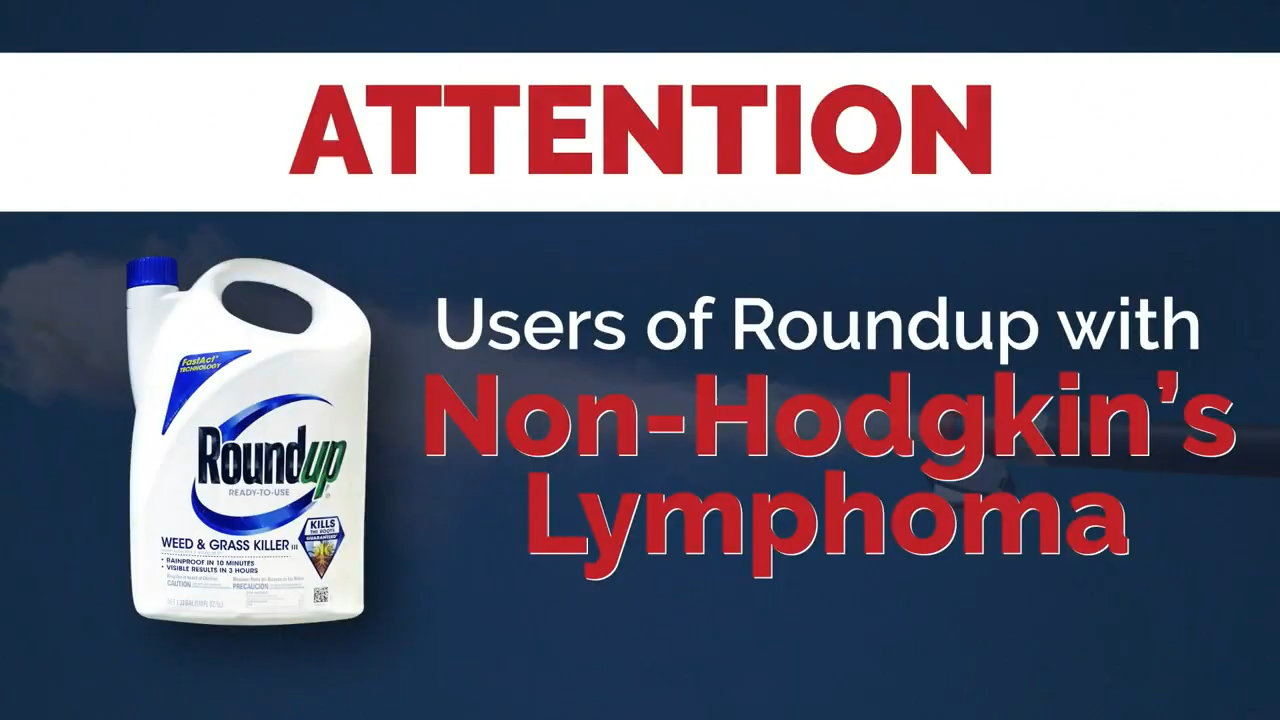 ATTENTION
Users of Roundup with
Non-Hodgkin's
Lymphoma
FastAct®
TECHNOLOGY
Roundup®
READY-TO-USE
KILLS
THE ROOTS
GUARANTEED
WEED & GRASS KILLER III
• RAINPROOF IN 10 MINUTES
• VISIBLE RESULTS IN 3 HOURS
CAUTION
PRECAUCIÓN